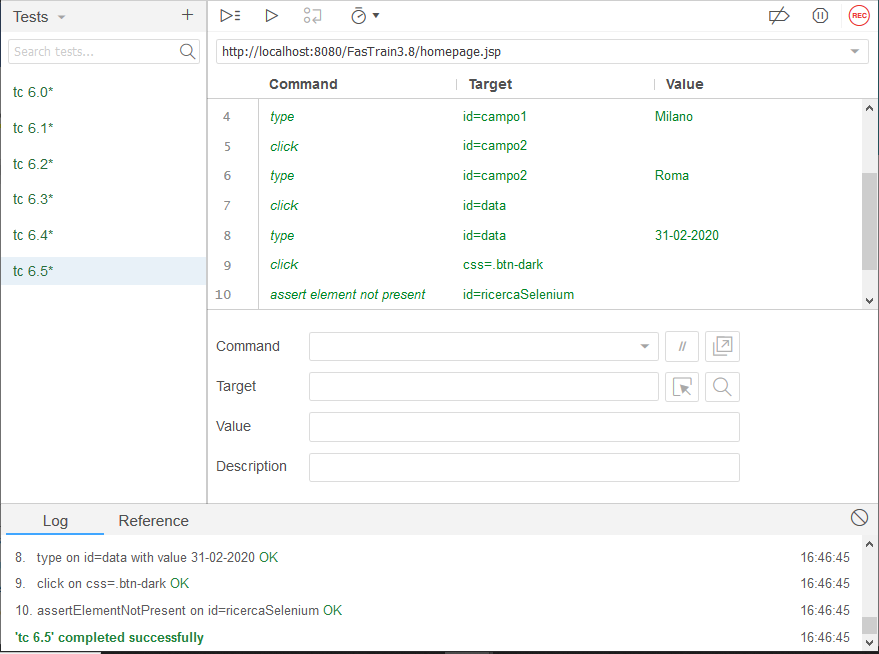 Tests
REC
Search tests...
http://localhost:8080/FasTrain3.8/homepage.jsp
Command Target Value
tc 6.0*
tc 6.1*
tc 6.2*
tc 6.3*
tc 6.4*
tc 6.5*
4 type id=campo1 Milano
5 click id=campo2
6 type id=campo2 Roma
7 click id=data
8 type id=data 31-02-2020
9 click css=.btn-dark
10 assert element not present id=ricercaSelenium
Command //
Target
Value
Description
Log Reference
8. type on id=data with value 31-02-2020 OK 16:46:45
9. click on css=.btn-dark OK 16:46:45
10. assertElementNotPresent on id=ricercaSelenium OK 16:46:45
'tc 6.5' completed successfully 16:46:45